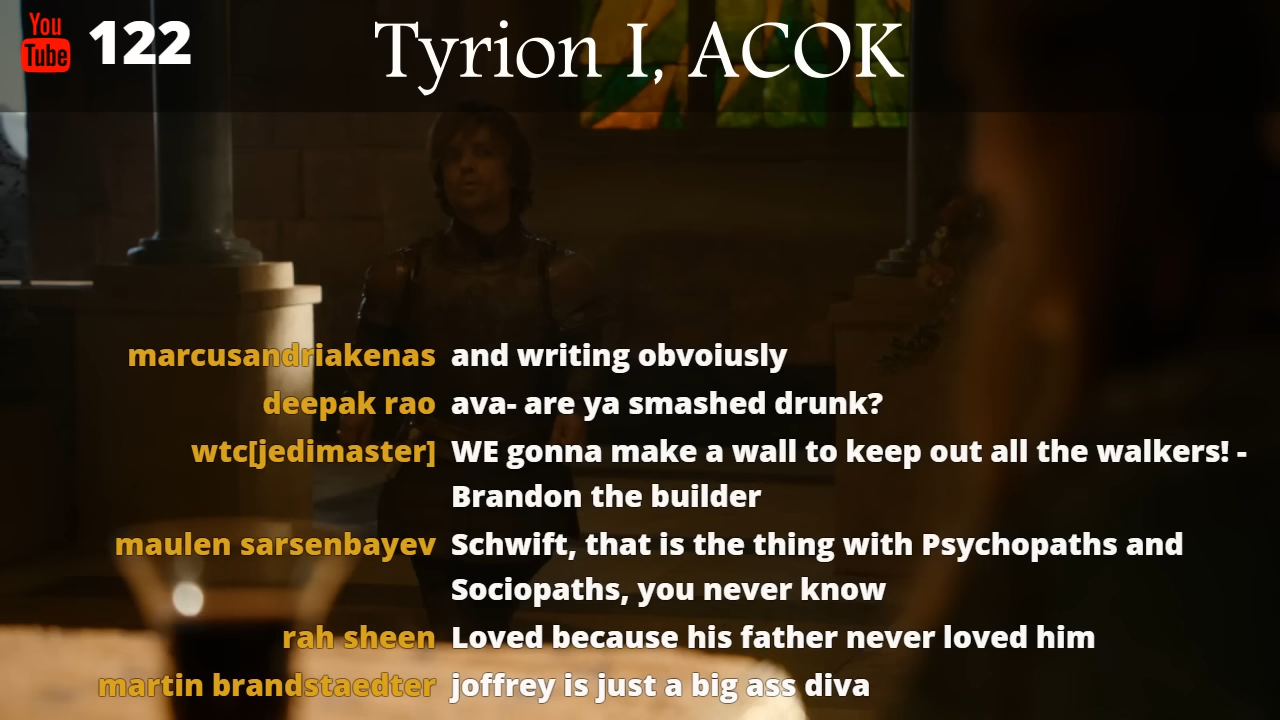 You
Tube
122
Tyrion I, ACOK
marcusandriakenas and writing obvoiusly
deepak rao ava- are ya smashed drunk?
wtc[jedimaster] WE gonna make a wall to keep out all the walkers! -
Brandon the builder
maulen sarsenbayev Schwift, that is the thing with Psychopaths and
Sociopaths, you never know
rah sheen Loved because his father never loved him
martin brandstaedter joffrey is just a big ass diva